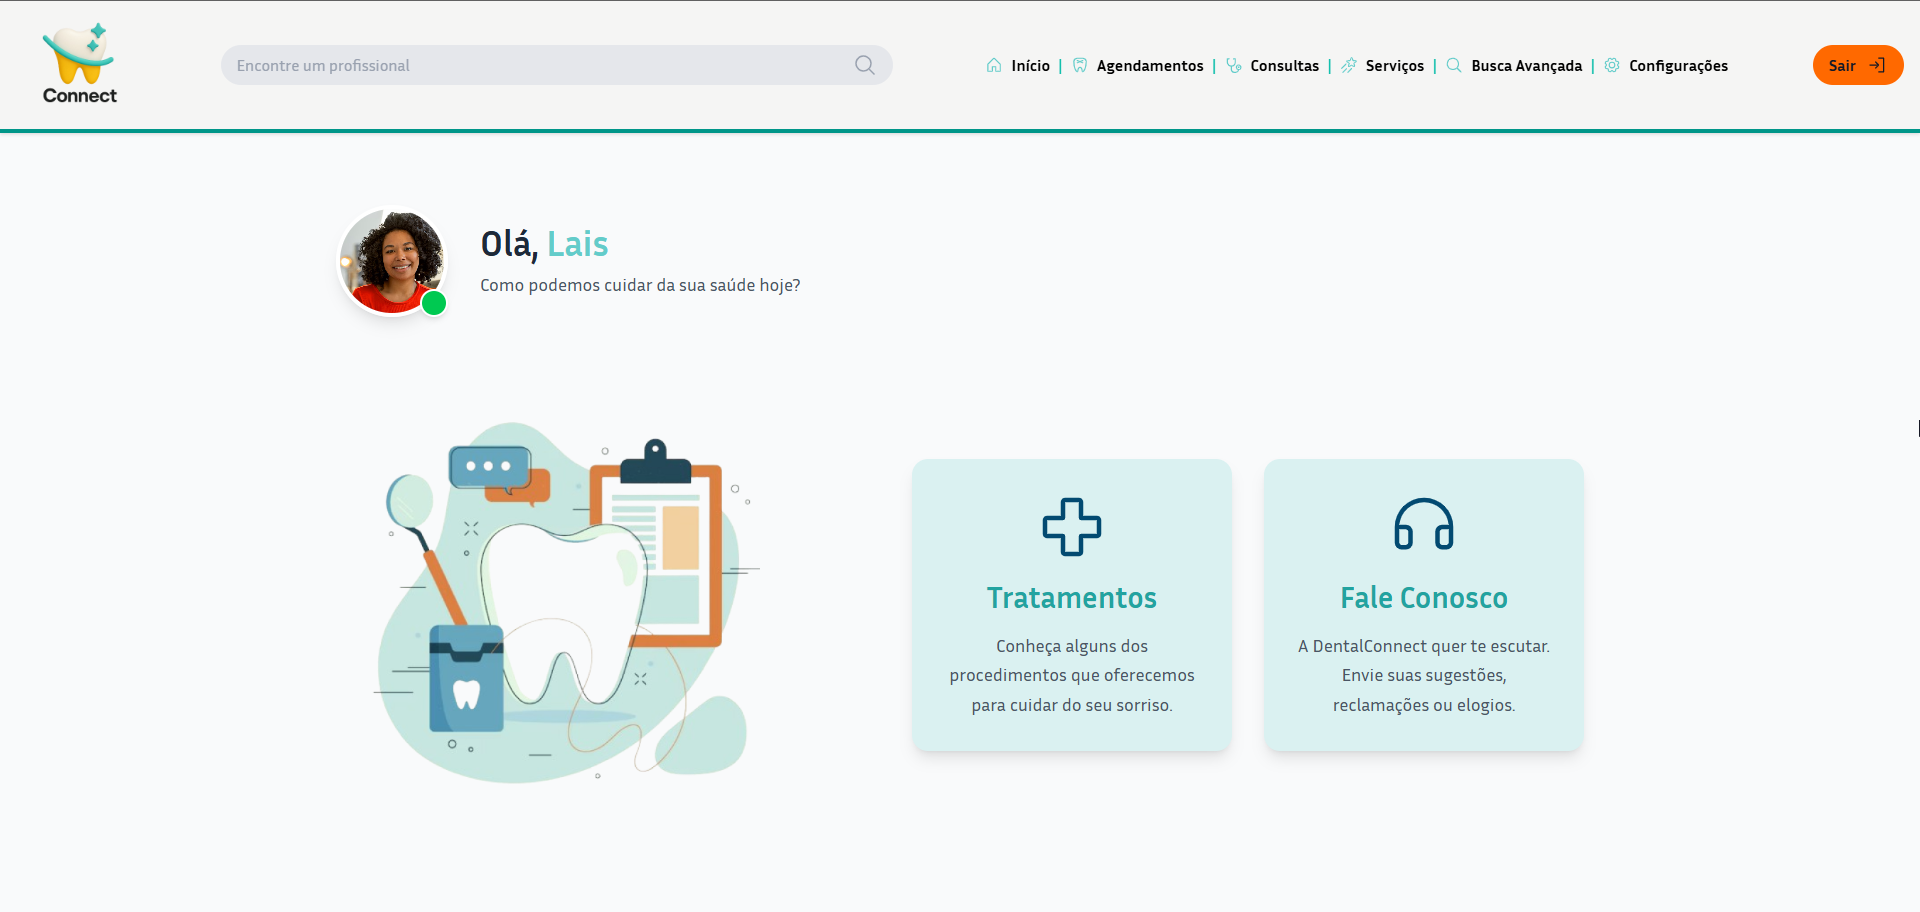 Connect
Encontre um profissional
Início | Agendamentos | Consultas | Serviços | Busca Avançada | Configurações
Sair
Olá, Lais
Como podemos cuidar da sua saúde hoje?
Tratamentos
Conheça alguns dos
procedimentos que oferecemos
para cuidar do seu sorriso.
Fale Conosco
A DentalConnect quer te escutar.
Envie suas sugestões,
reclamações ou elogios.